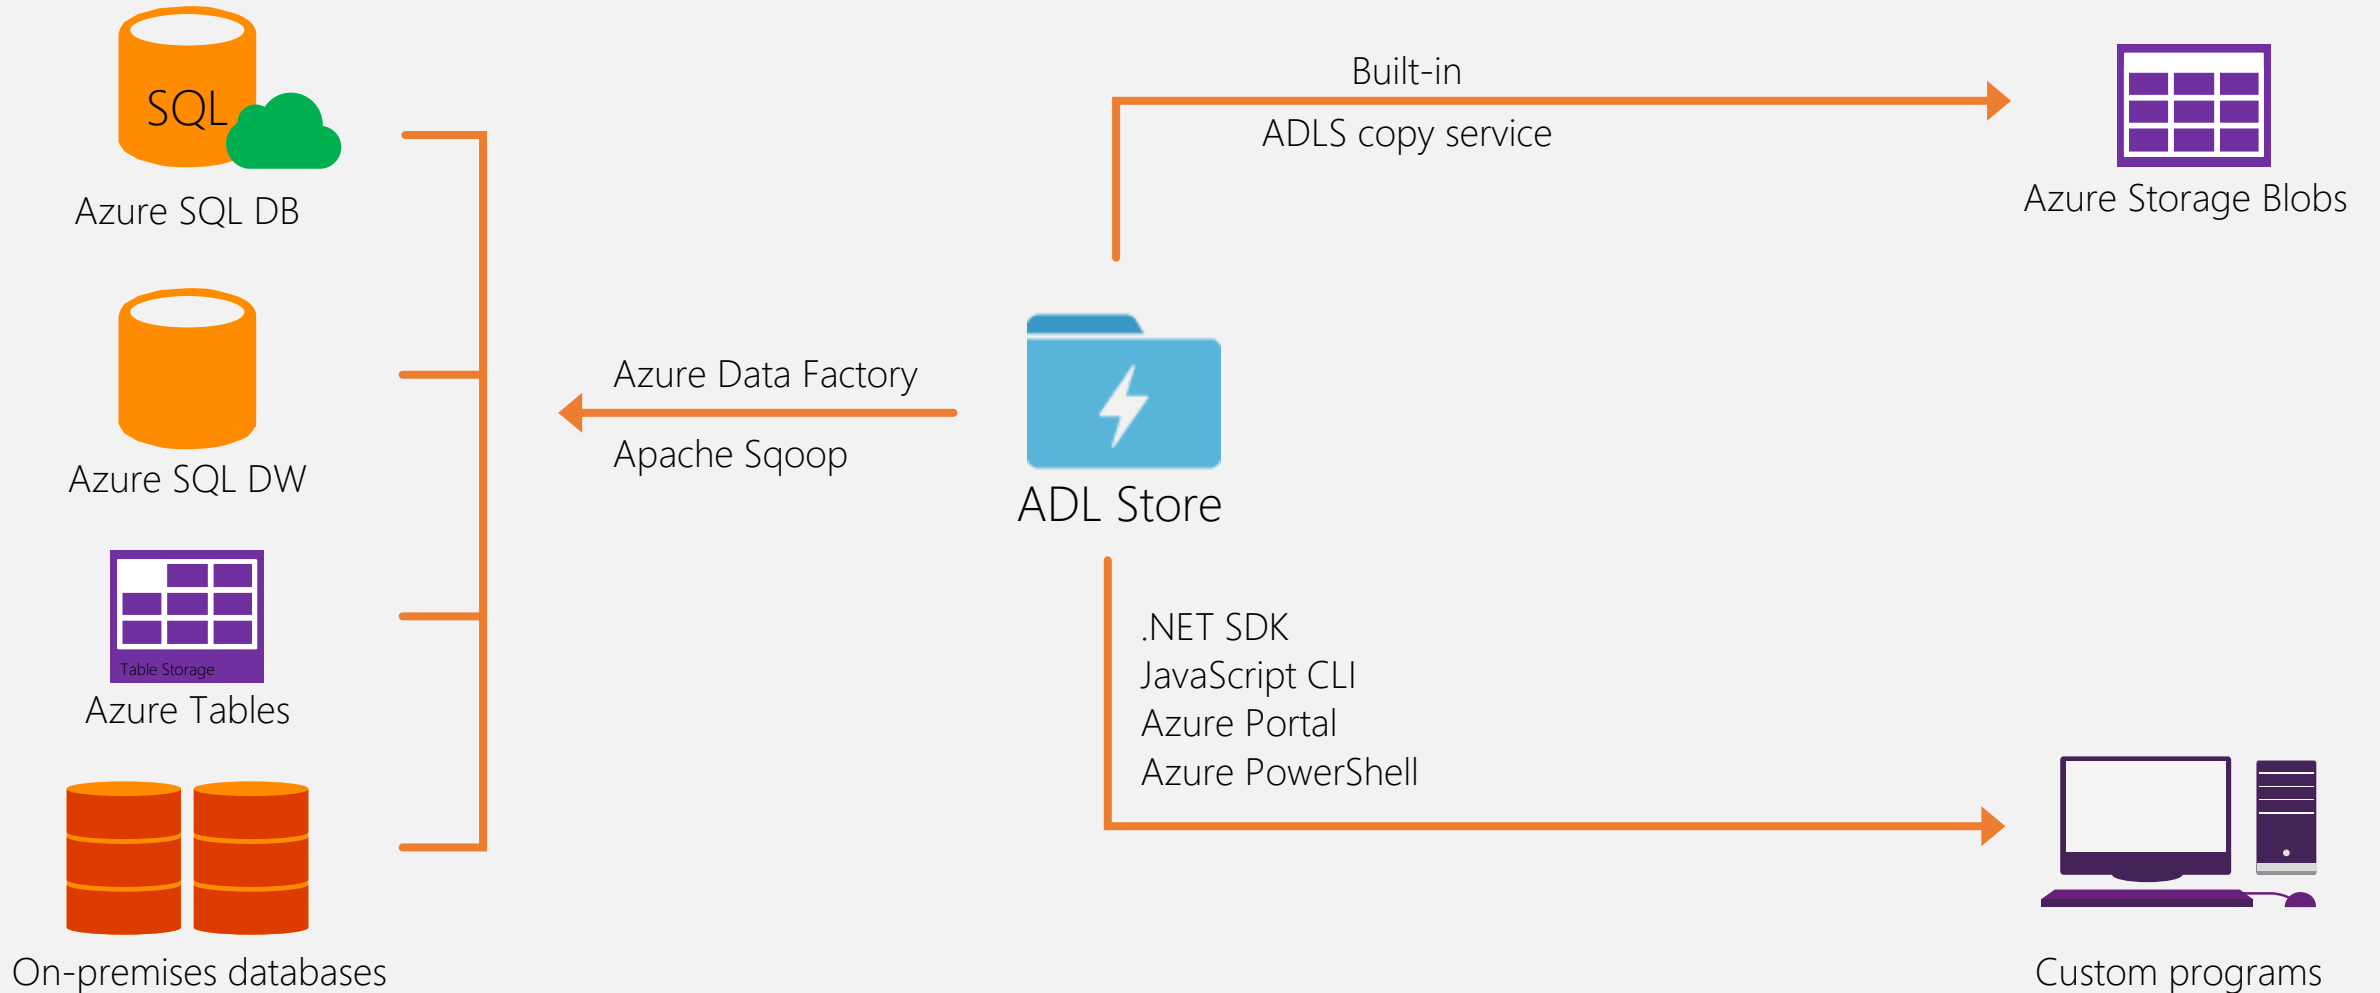 SQL
Azure SQL DB
Azure SQL DW
Table Storage
Azure Tables
On-premises databases
Azure Data Factory
Apache Sqoop
ADL Store
Built-in
ADLS copy service
Azure Storage Blobs
.NET SDK
JavaScript CLI
Azure Portal
Azure PowerShell
Custom programs